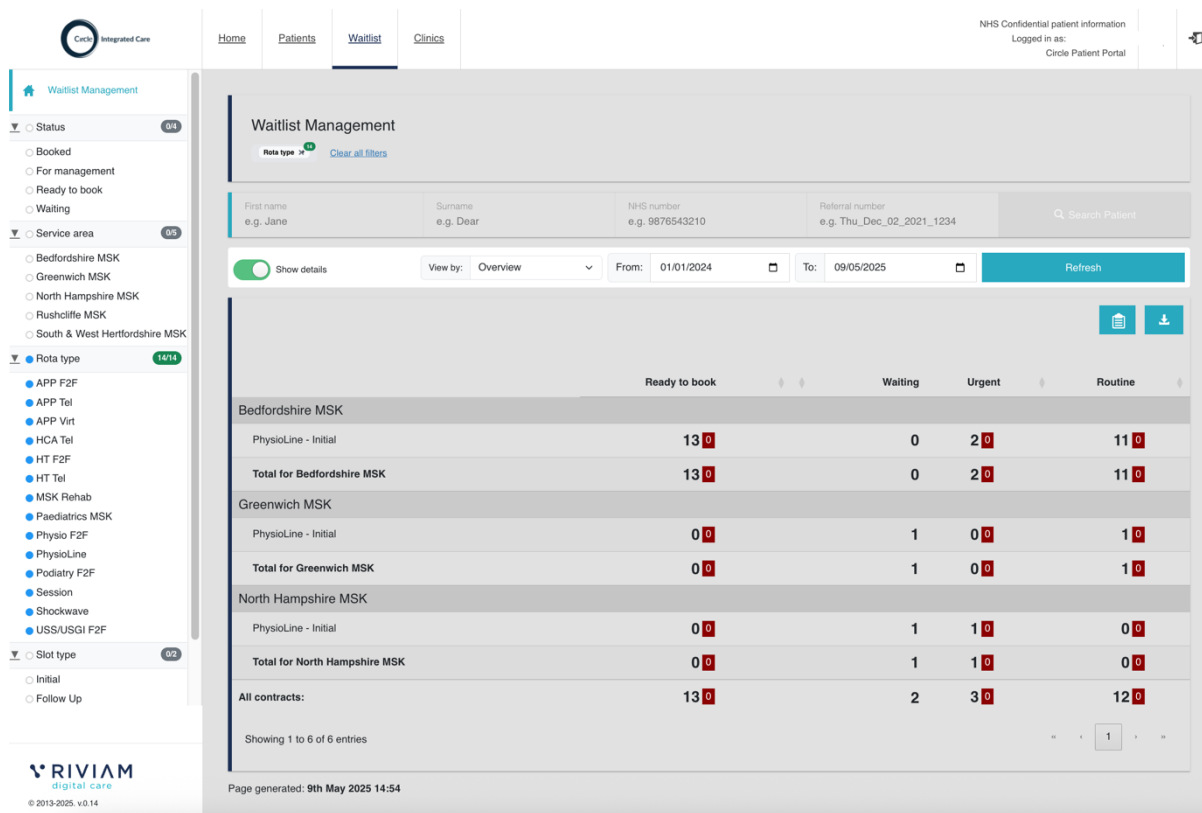 Circle Integrated Care
Home Patients Waitlist Clinics
NHS Confidential patient information
Logged in as:
Circle Patient Portal
Waitlist Management
Status 0/4
Booked
For management
Ready to book
Waiting
Service area 0/5
Bedfordshire MSK
Greenwich MSK
North Hampshire MSK
Rushcliffe MSK
South & West Hertfordshire MSK
Rota type 14/14
APP F2F
APP Tel
APP Virt
HCA Tel
HT F2F
HT Tel
MSK Rehab
Paediatrics MSK
Physio F2F
PhysioLine
Podiatry F2F
Session
Shockwave
USS/USGI F2F
Slot type 0/2
Initial
Follow Up
RIVIAM
digital care
© 2013-2025. v.0.14
Waitlist Management
Rota type 14 Clear all filters
First name Surname NHS number Referral number
e.g. Jane e.g. Dear e.g. 9876543210 e.g. Thu_Dec_02_2021_1234 Search Patient
Show details View by: Overview From: 01/01/2024 To: 09/05/2025 Refresh
Ready to book Waiting Urgent Routine
Bedfordshire MSK
PhysioLine - Initial 13 0 0 2 0 11 0
Total for Bedfordshire MSK 13 0 0 2 0 11 0
Greenwich MSK
PhysioLine - Initial 0 0 1 0 0 1 0
Total for Greenwich MSK 0 0 1 0 0 1 0
North Hampshire MSK
PhysioLine - Initial 0 0 1 1 0 0 0
Total for North Hampshire MSK 0 0 1 1 0 0 0
All contracts: 13 0 2 3 0 12 0
Showing 1 to 6 of 6 entries « ‹ 1 › »
Page generated: 9th May 2025 14:54